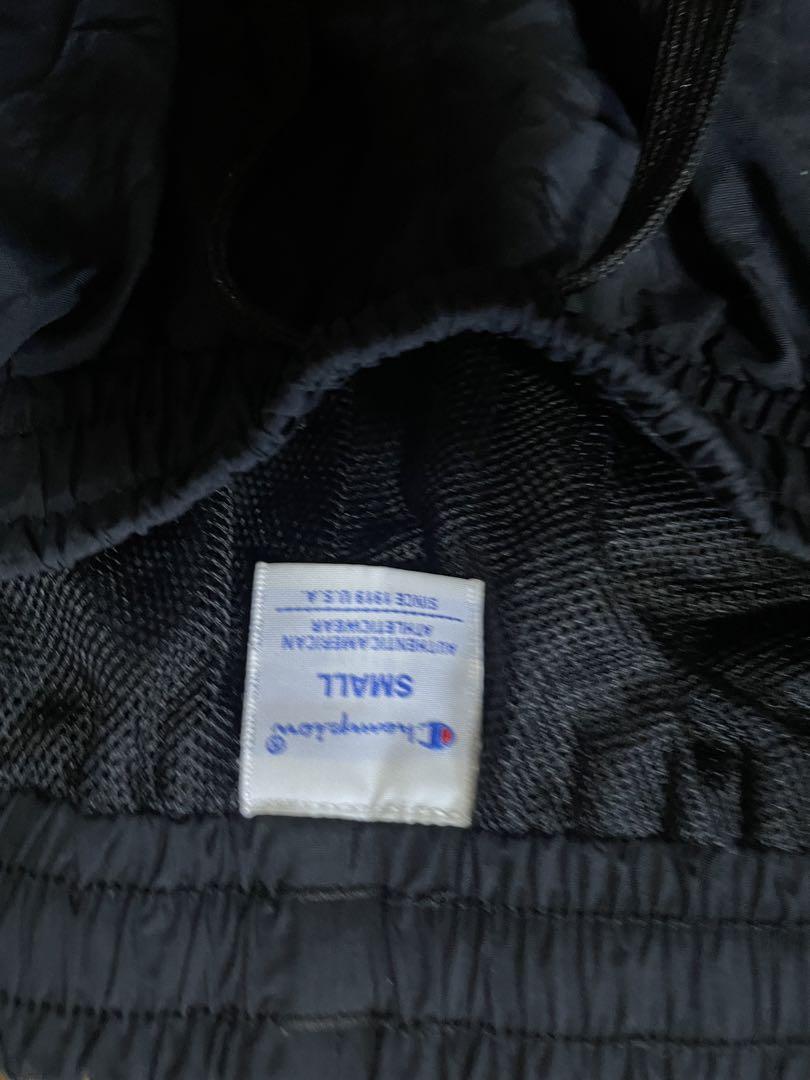 Champion®
SMALL
AUTHENTIC AMERICAN
ATHLETICWEAR
SINCE 1919 U.S.A.